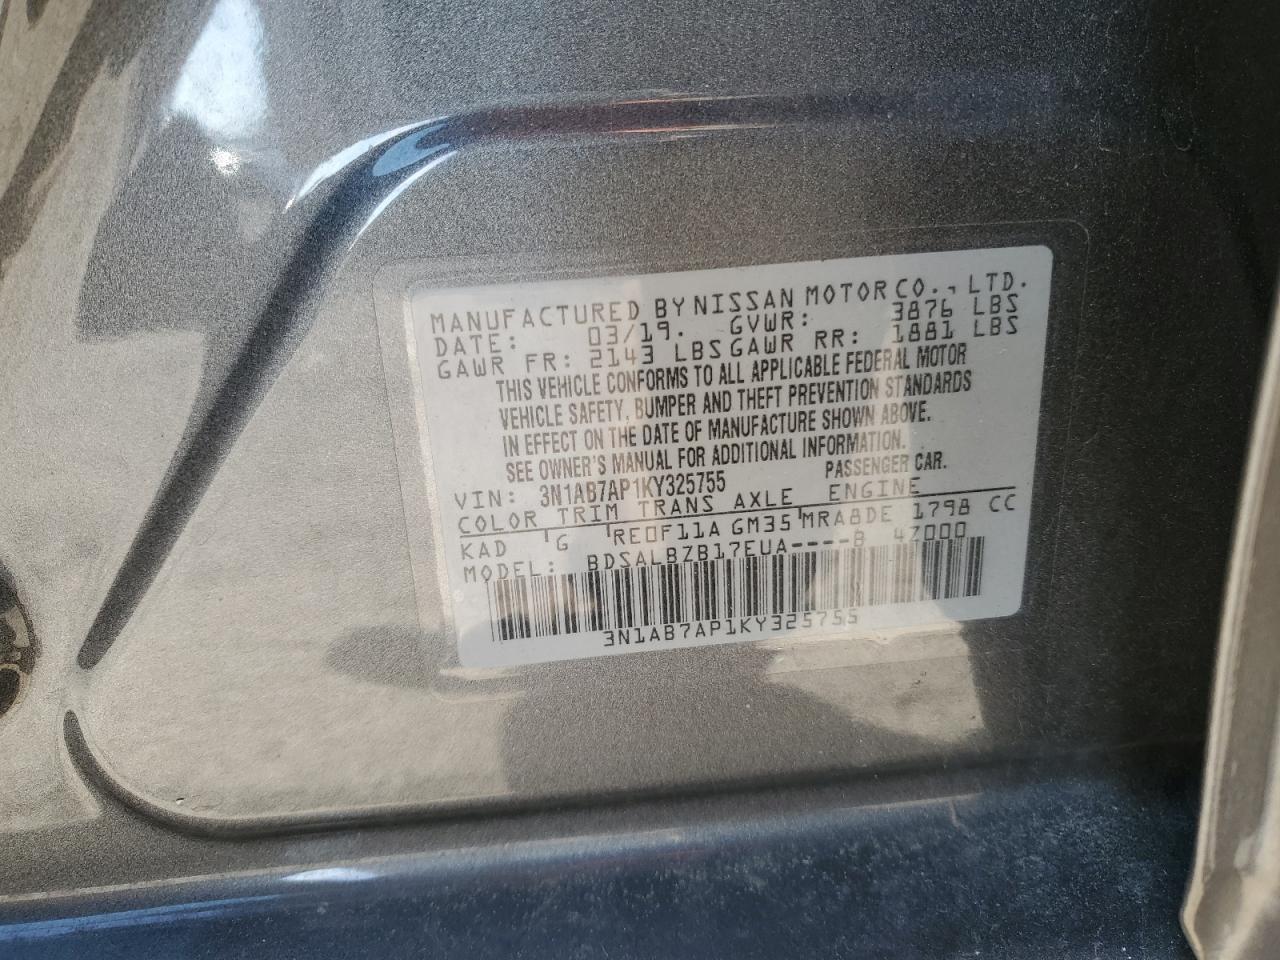 MANUFACTURED BY NISSAN MOTOR CO., LTD.
DATE: 03/19. GVWR: 3876 LBS
GAWR FR: 2143 LBS GAWR RR: 1881 LBS
THIS VEHICLE CONFORMS TO ALL APPLICABLE FEDERAL MOTOR
VEHICLE SAFETY, BUMPER AND THEFT PREVENTION STANDARDS
IN EFFECT ON THE DATE OF MANUFACTURE SHOWN ABOVE.
SEE OWNER'S MANUAL FOR ADDITIONAL INFORMATION.
VIN: 3N1AB7AP1KY325755 PASSENGER CAR.
COLOR TRIM TRANS AXLE ENGINE
KAD G RE0F11A GM35 MRA8DE 1798 CC
MODEL: BDSALBZB17EUA----B 47000
3N1AB7AP1KY325755